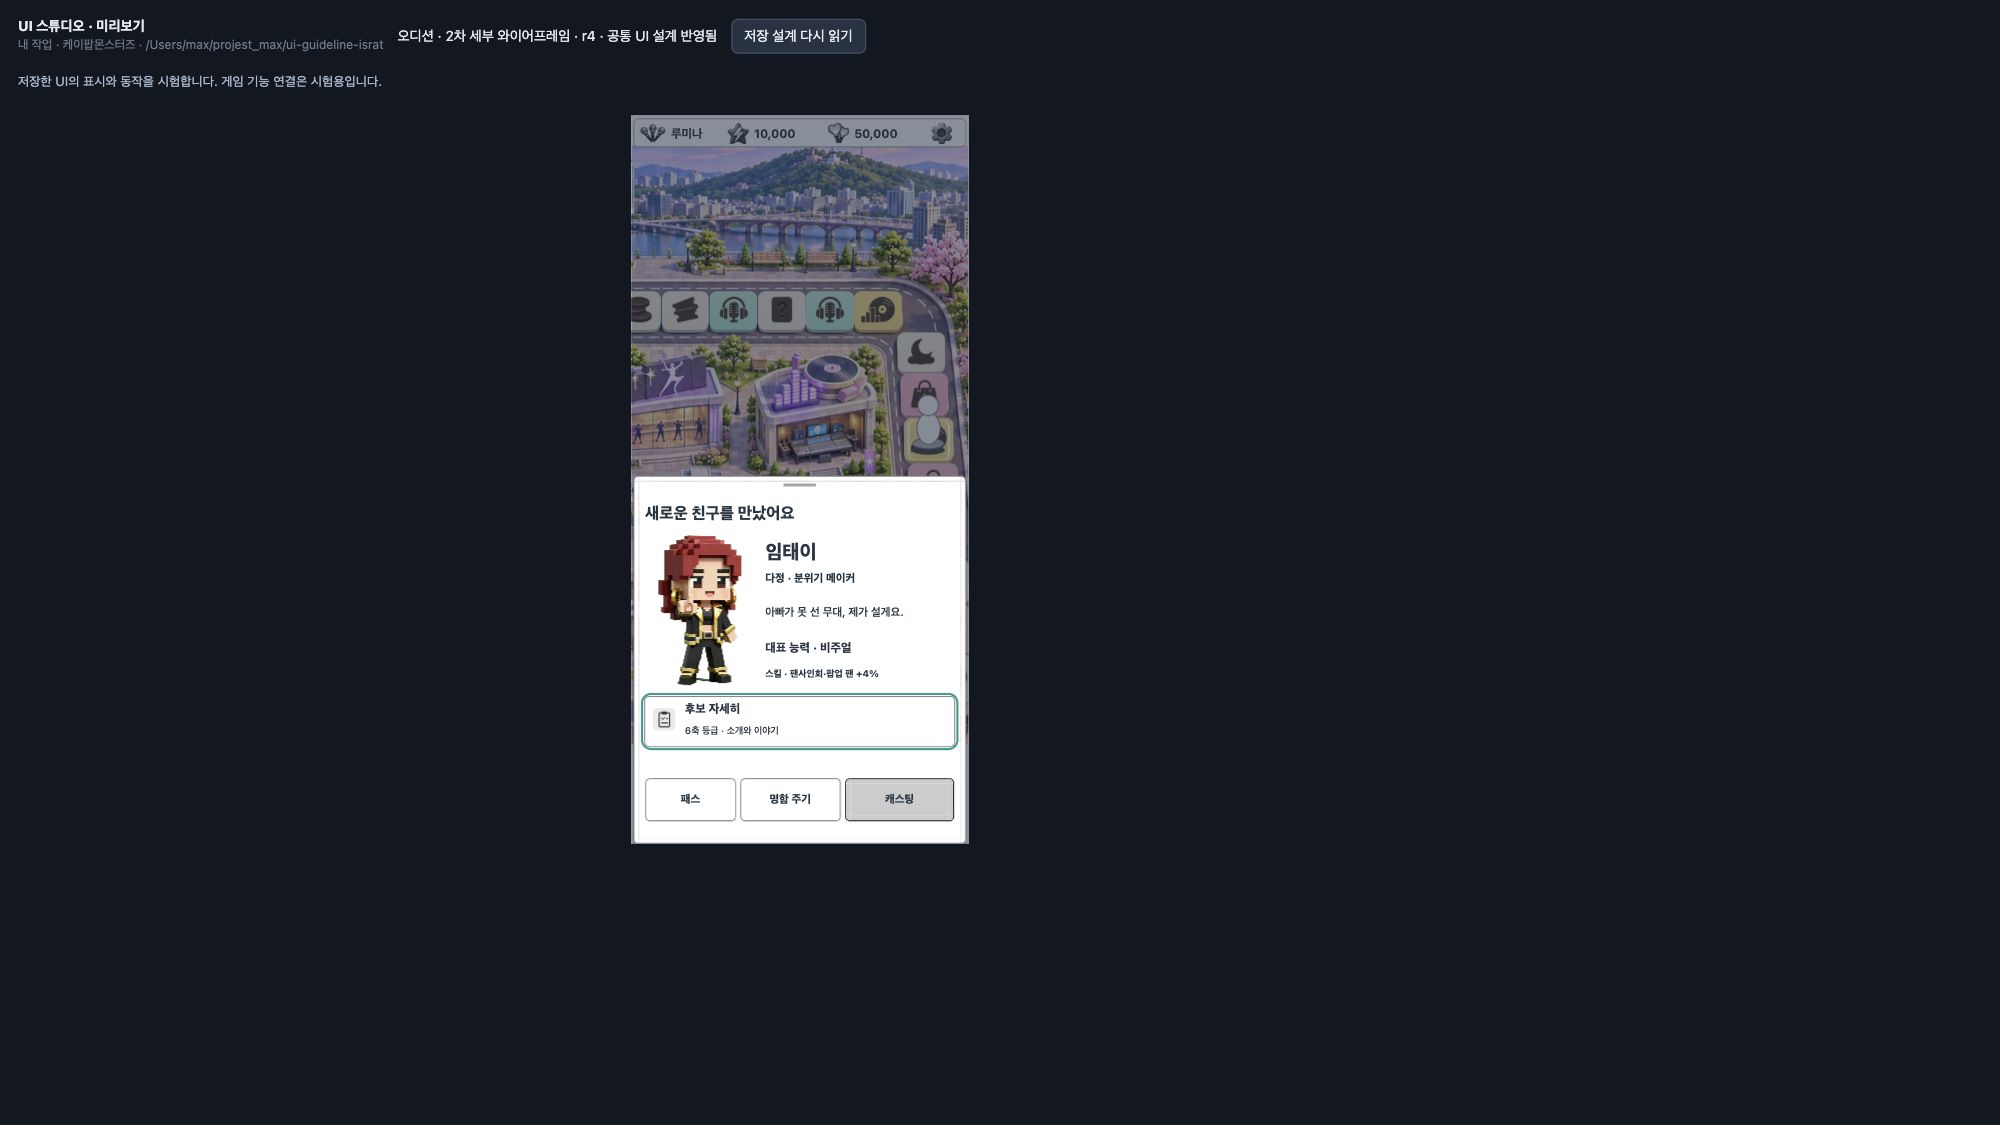 UI 스튜디오 · 미리보기
내 작업 · 케이팝몬스터즈 · /Users/max/projest_max/ui-guideline-israt
오디션 · 2차 세부 와이어프레임 · r4 · 공통 UI 설계 반영됨
저장 설계 다시 읽기
저장한 UI의 표시와 동작을 시험합니다. 게임 기능 연결은 시험용입니다.
루미나 10,000 50,000
?
새로운 친구를 만났어요
임태이
다정 · 분위기 메이커
아빠가 못 선 무대, 제가 설게요.
대표 능력 · 비주얼
스킬 · 팬사인회·팝업 팬 +4%
후보 자세히
6축 등급 · 소개와 이야기
패스 명함 주기 캐스팅